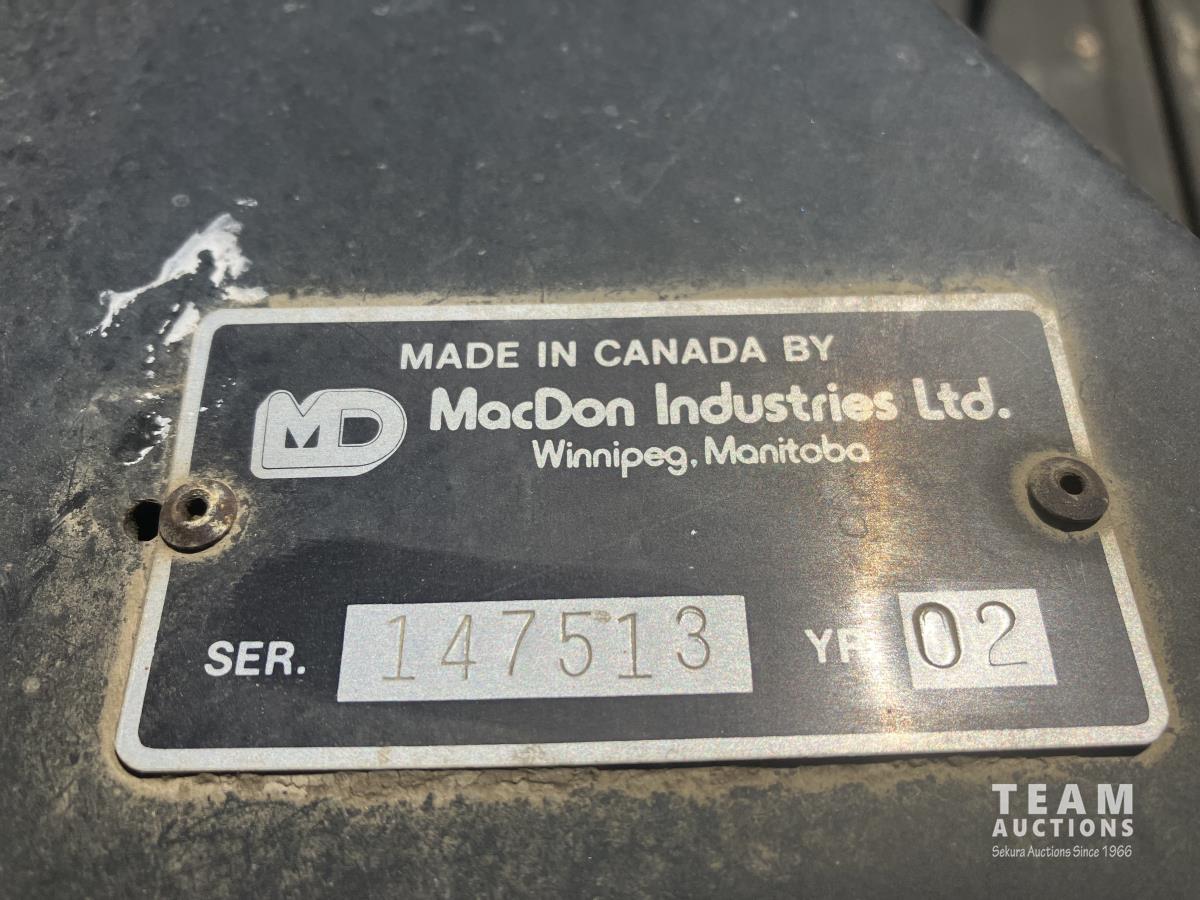 MADE IN CANADA BY
MD MacDon Industries Ltd.
Winnipeg, Manitoba
SER. 147513 YR 02
TEAM
AUCTIONS
Sekura Auctions Since 1966